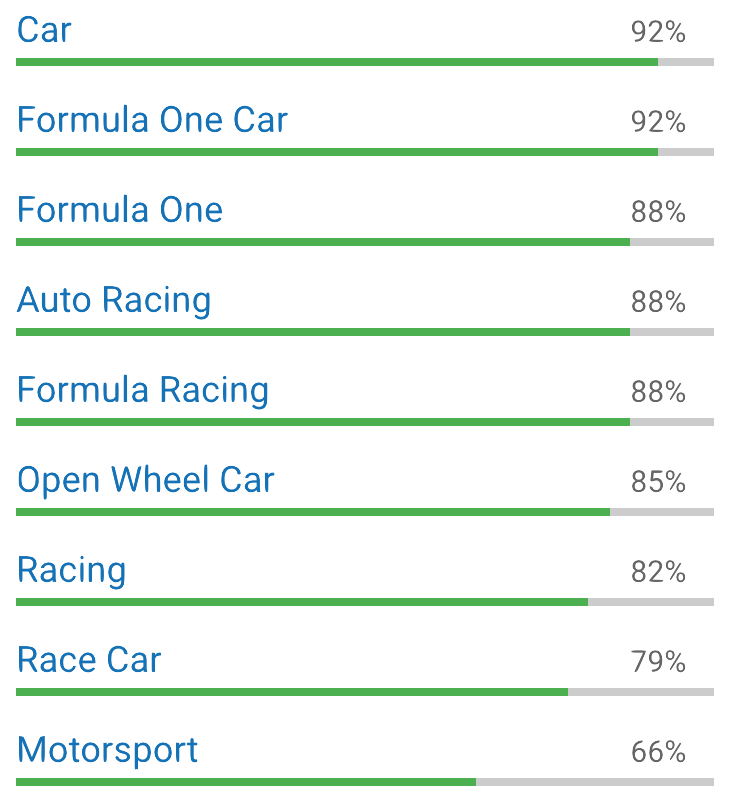 Car 92%
Formula One Car 92%
Formula One 88%
Auto Racing 88%
Formula Racing 88%
Open Wheel Car 85%
Racing 82%
Race Car 79%
Motorsport 66%